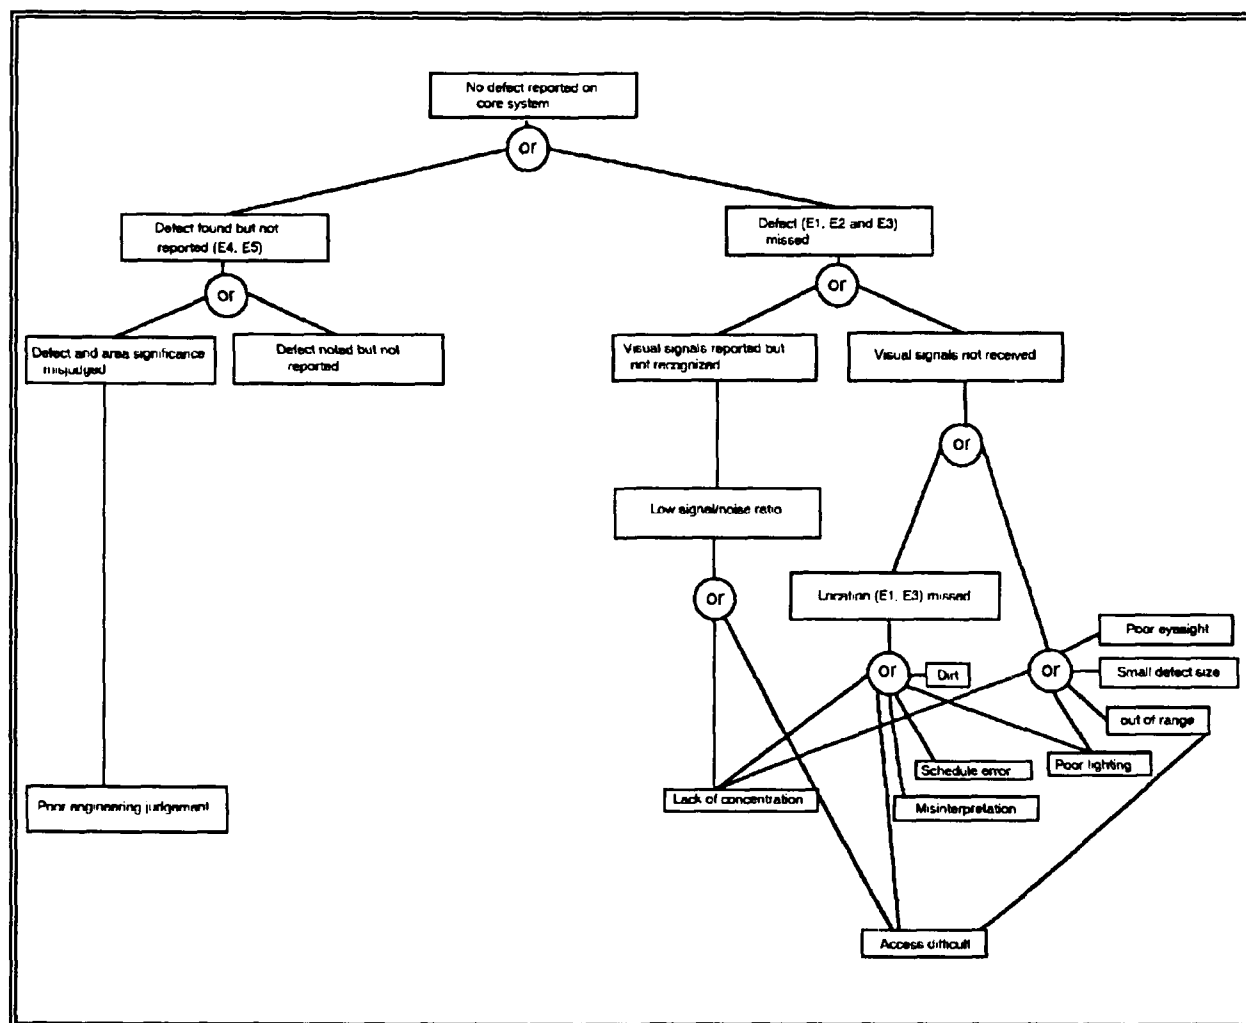 No defect reported on
core system
or
Defect found but not
reported (E4, E5)
Defect (E1, E2 and E3)
missed
or
or
Defect and area significance
misjudged
Defect noted but not
reported
Visual signals reported but
not recognized
Visual signals not received
or
Low signal/noise ratio
or
Location (E1, E3) missed
or
Dirt
or
Poor eyesight
Small defect size
out of range
Schedule error
Poor lighting
Poor engineering judgement
Lack of concentration
Misinterpretation
Access difficult